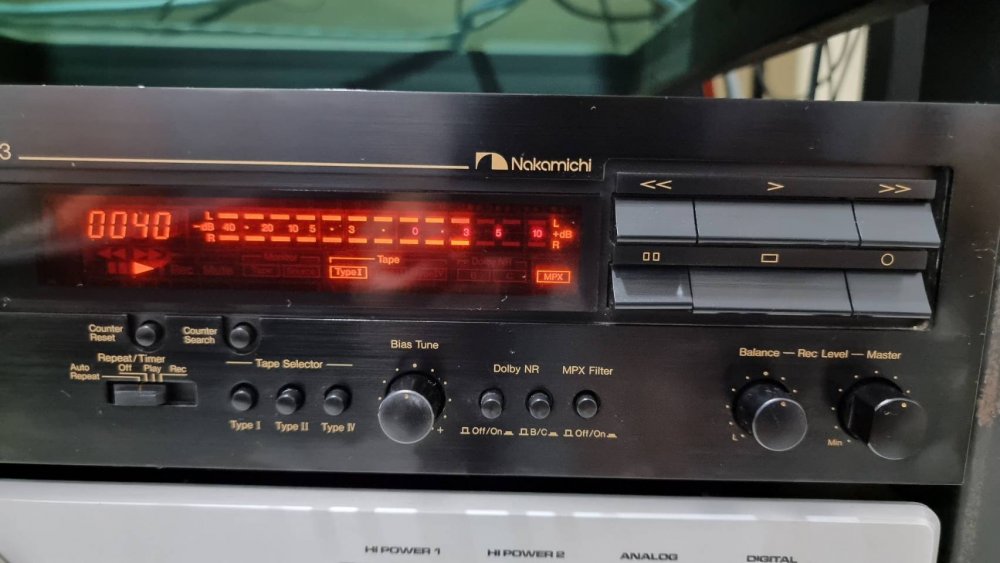 3
Nakamichi
<< > >>
0040
L
-dB 40 - 20 10 5 - 3 - 0 - 3 6 10 +dB
R
L
R
Rec Mute
Tape
Type I
MPX
Counter Reset
Counter Search
Repeat/Timer
Auto Repeat
Off Play Rec
Tape Selector
Type I Type II Type IV
Bias Tune
+
Dolby NR
MPX Filter
Off/On
B/C
Off/On
Balance — Rec Level — Master
L
Min
HI POWER 1 HI POWER 2 ANALOG DIGITAL